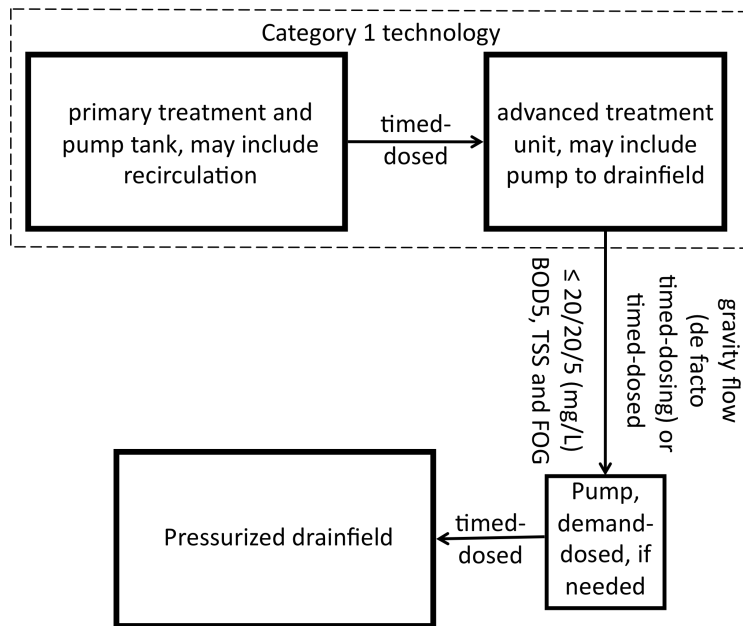 Category 1 technology
primary treatment and
pump tank, may include
recirculation
timed-
dosed
advanced treatment
unit, may include
pump to drainfield
gravity flow
(de facto
timed-dosing) or
timed-dosed
≤ 20/20/5 (mg/L)
BOD5, TSS and FOG
Pump,
demand-
dosed, if
needed
timed-
dosed
Pressurized drainfield